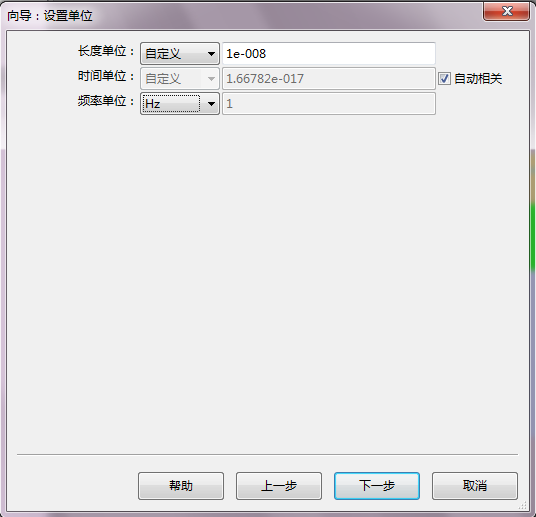 向导：设置单位
长度单位： 自定义 1e-008
时间单位： 自定义 1.66782e-017 自动相关
频率单位： Hz 1
帮助 上一步 下一步 取消